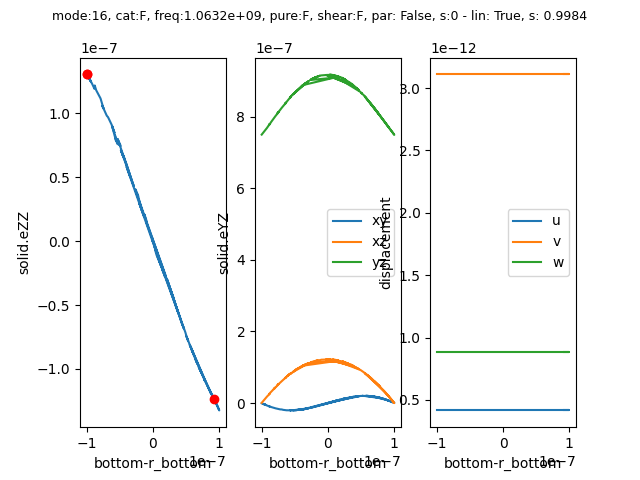 mode:16, cat:F, freq:1.0632e+09, pure:F, shear:F, par: False, s:0 - lin: True, s: 0.9984
1e−7
1.0
0.5
0.0
−0.5
−1.0
solid.eZZ
−1
0
1
1e−7
bottom-r_bottom
1e−7
8
6
4
2
0
solid.eYZ
xy
xz
yz
−1
0
1
1e−7
bottom-r_bottom
1e−12
3.0
2.5
2.0
1.5
1.0
0.5
displacement
u
v
w
−1
0
1
1e−7
bottom-r_bottom